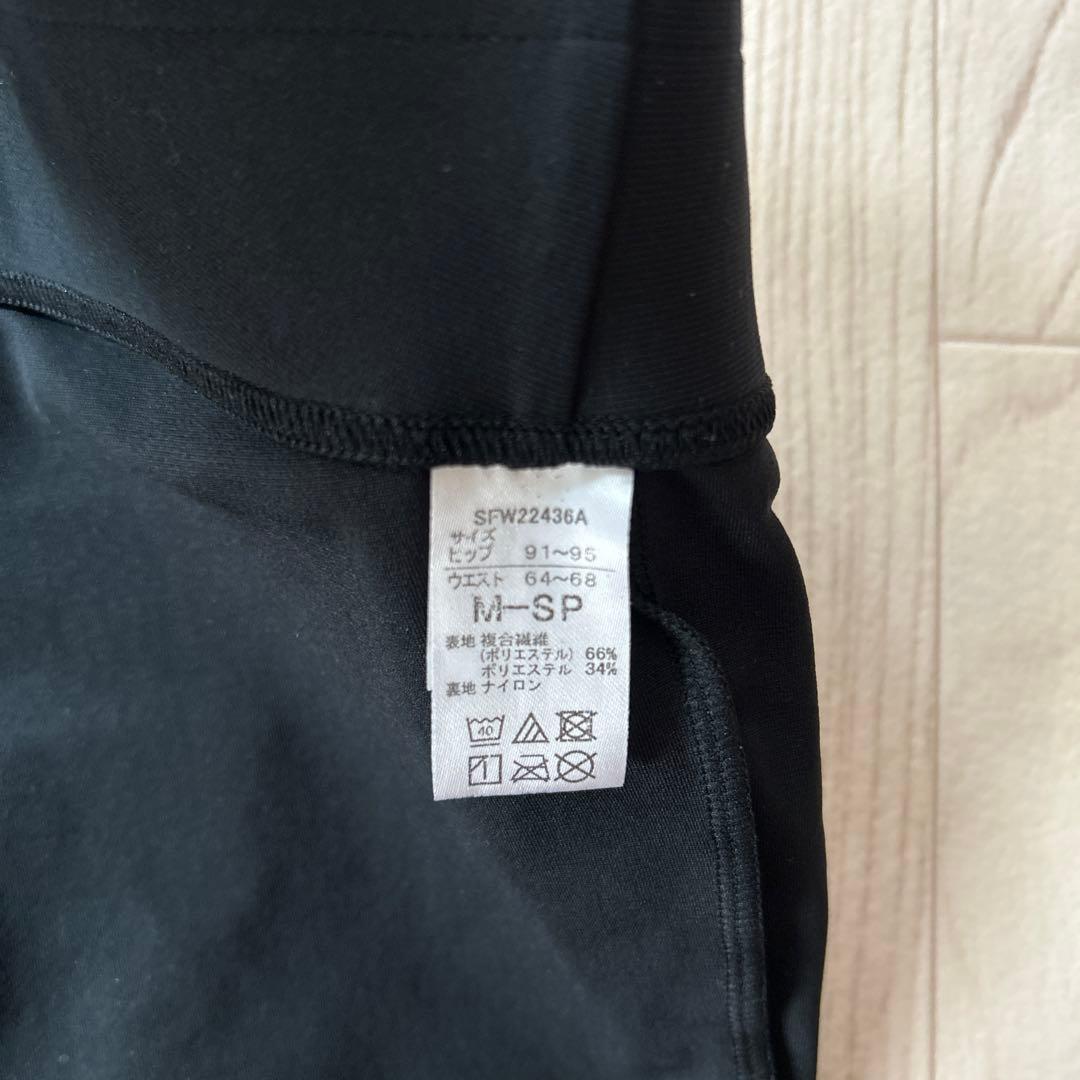 SFW22436A
サイズ
ヒップ 91〜95
ウエスト 64〜68
M-SP
表地 複合繊維
(ポリエステル) 66%
ポリエステル 34%
裏地 ナイロン
40